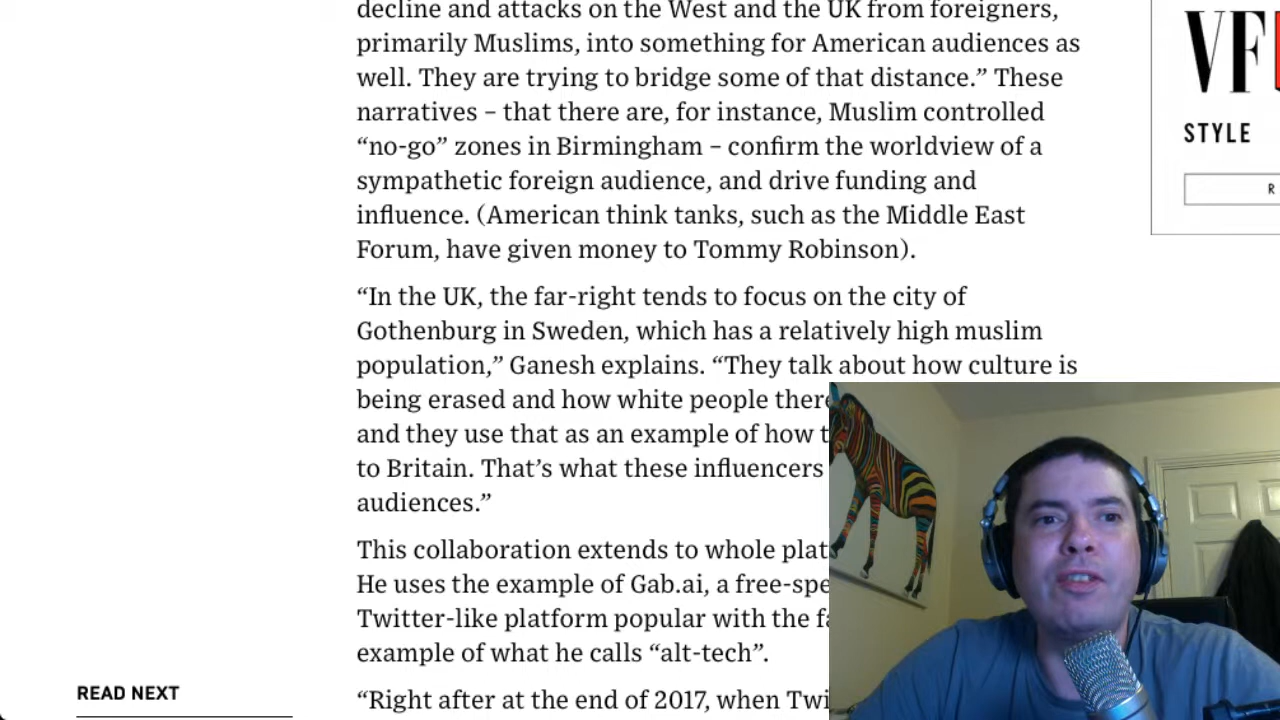 decline and attacks on the West and the UK from foreigners,
primarily Muslims, into something for American audiences as
well. They are trying to bridge some of that distance.” These
narratives – that there are, for instance, Muslim controlled
“no-go” zones in Birmingham – confirm the worldview of a
sympathetic foreign audience, and drive funding and
influence. (American think tanks, such as the Middle East
Forum, have given money to Tommy Robinson).
“In the UK, the far-right tends to focus on the city of
Gothenburg in Sweden, which has a relatively high muslim
population,” Ganesh explains. “They talk about how culture is
being erased and how white people there
and they use that as an example of how t
to Britain. That’s what these influencers
audiences.”
This collaboration extends to whole plat
He uses the example of Gab.ai, a free-spe
Twitter-like platform popular with the fa
example of what he calls “alt-tech”.
“Right after at the end of 2017, when Twi
READ NEXT
VF
STYLE
R